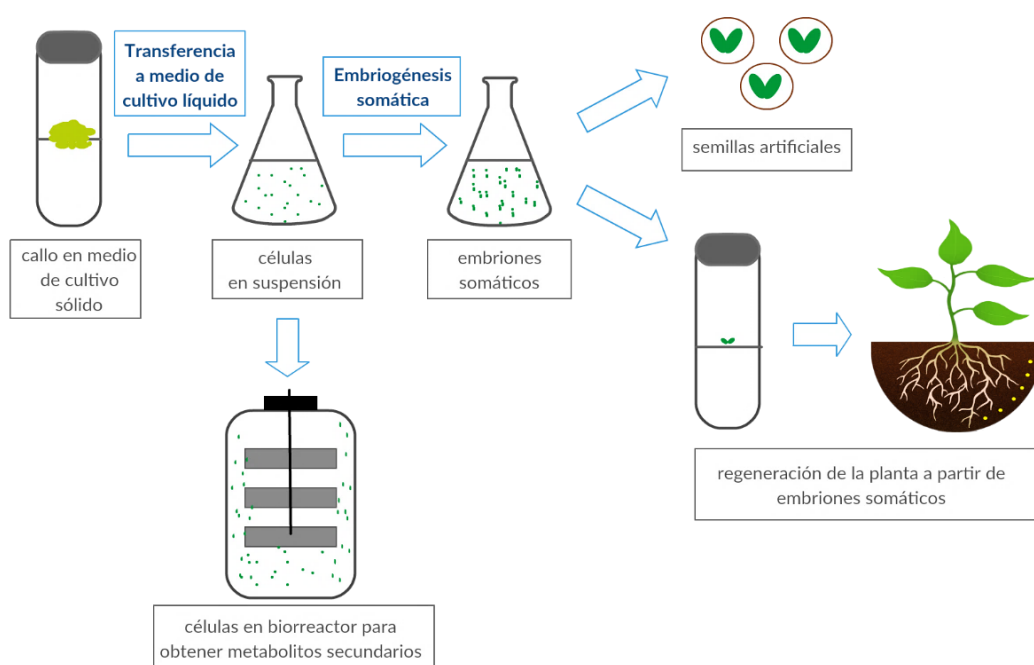 Transferencia
a medio de
cultivo líquido
Embriogénesis
somática
semillas artificiales
callo en medio
de cultivo
sólido
células
en suspensión
embriones
somáticos
regeneración de la planta a partir de
embriones somáticos
células en biorreactor para
obtener metabolitos secundarios